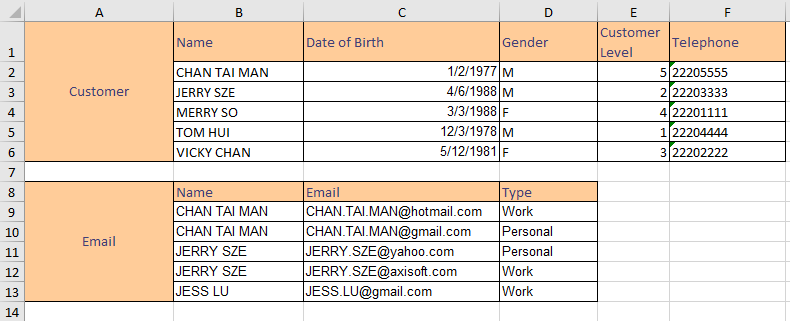 A B C D E F
1 Customer Name Date of Birth Gender Customer Level Telephone
2 CHAN TAI MAN 1/2/1977 M 5 22205555
3 JERRY SZE 4/6/1988 M 2 22203333
4 MERRY SO 3/3/1988 F 4 22201111
5 TOM HUI 12/3/1978 M 1 22204444
6 VICKY CHAN 5/12/1981 F 3 22202222
7
8 Email Name Email Type
9 CHAN TAI MAN CHAN.TAI.MAN@hotmail.com Work
10 CHAN TAI MAN CHAN.TAI.MAN@gmail.com Personal
11 JERRY SZE JERRY.SZE@yahoo.com Personal
12 JERRY SZE JERRY.SZE@axisoft.com Work
13 JESS LU JESS.LU@gmail.com Work
14